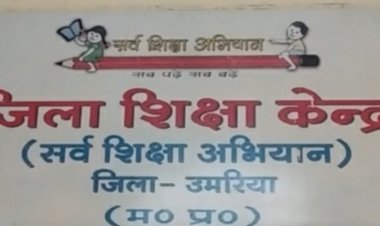 सर्व शिक्षा अभियान
सब पढ़ें सब बढ़ें
जिला शिक्षा केन्द्र
(सर्व शिक्षा अभियान)
जिला- उमरिया
(म० प्र०)